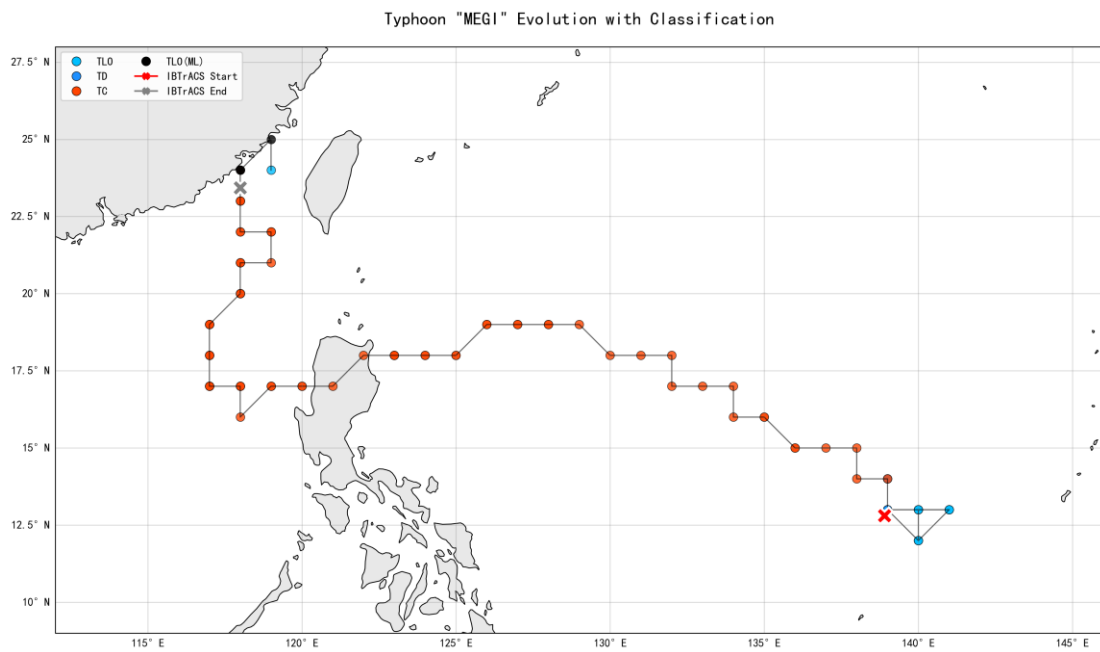 Typhoon "MEGI" Evolution with Classification
27.5° N
TLO
TLO(ML)
TD
IBTrACS Start
TC
IBTrACS End
25° N
22.5° N
20° N
17.5° N
15° N
12.5° N
10° N
115° E
120° E
125° E
130° E
135° E
140° E
145° E